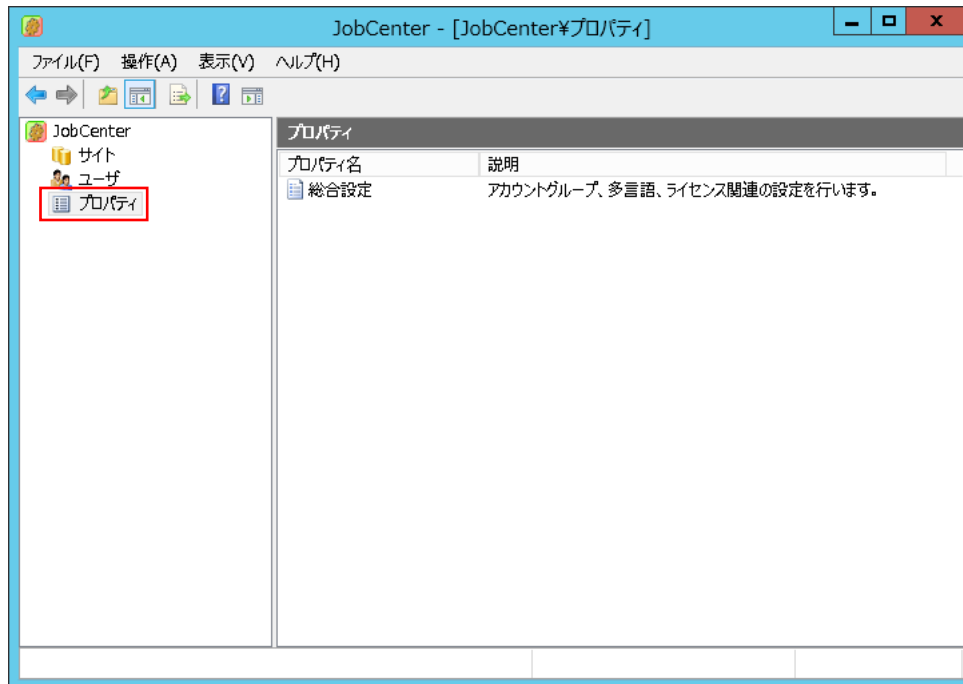 JobCenter - [JobCenter¥プロパティ]
ファイル(F) 操作(A) 表示(V) ヘルプ(H)
JobCenter
サイト
ユーザ
プロパティ
プロパティ
プロパティ名 説明
総合設定 アカウントグループ、多言語、ライセンス関連の設定を行います。